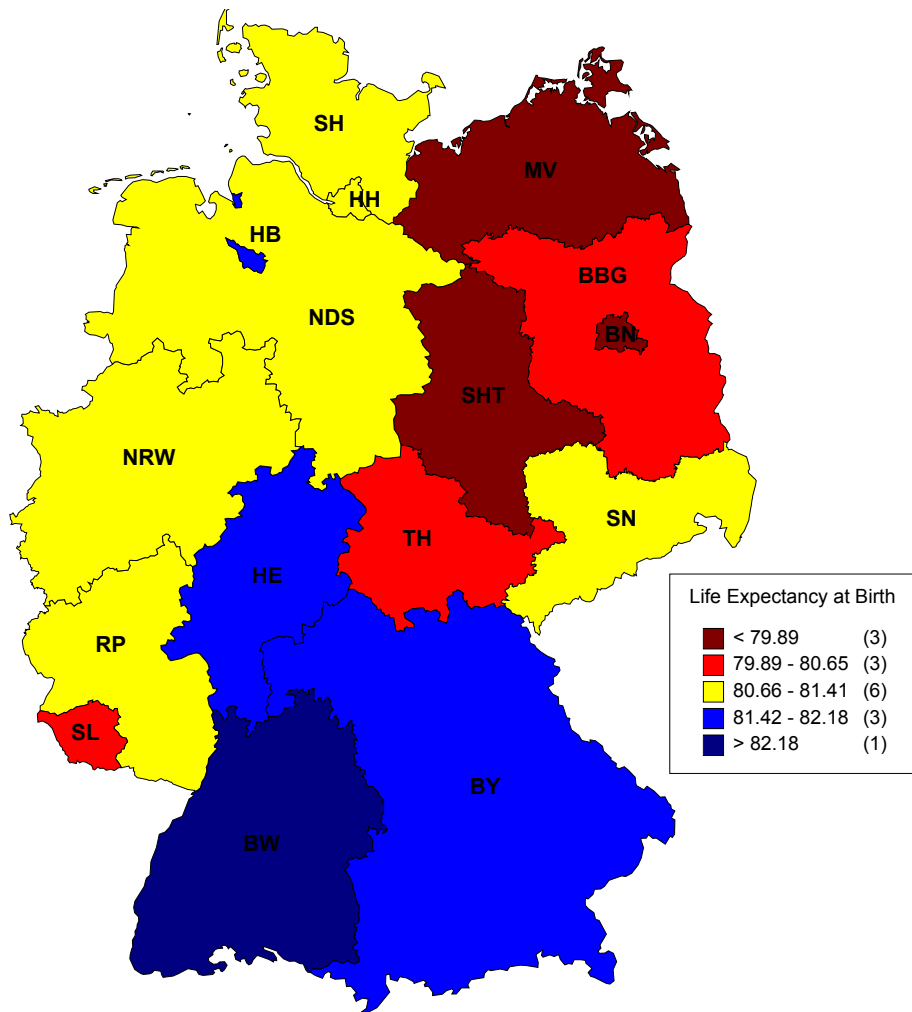 SH
MV
HH
HB
BBG
NDS
BN
SHT
NRW
SN
TH
HE
RP
SL
BY
BW
Life Expectancy at Birth
< 79.89 (3)
79.89 - 80.65 (3)
80.66 - 81.41 (6)
81.42 - 82.18 (3)
> 82.18 (1)